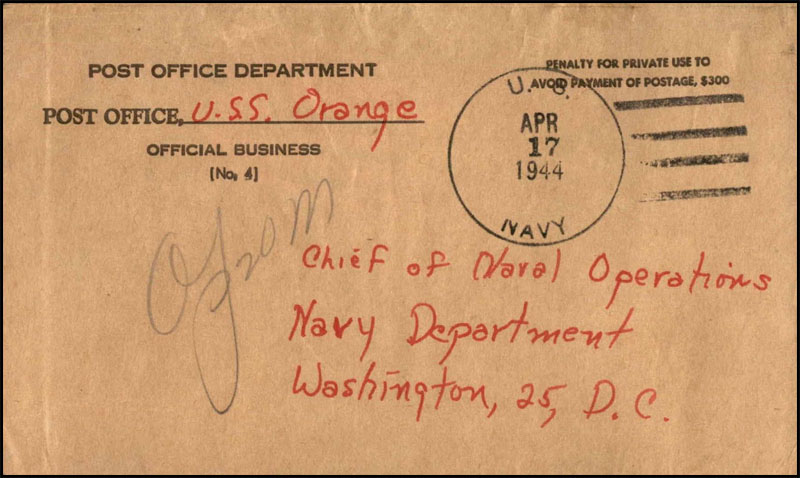 POST OFFICE DEPARTMENT
POST OFFICE, U.S.S. Orange
OFFICIAL BUSINESS
[No. 4]
PENALTY FOR PRIVATE USE TO
AVOID PAYMENT OF POSTAGE, $300
U. S.
APR
17
1944
NAVY
Chief of Naval Operations
Navy Department
Washington, 25, D.C.